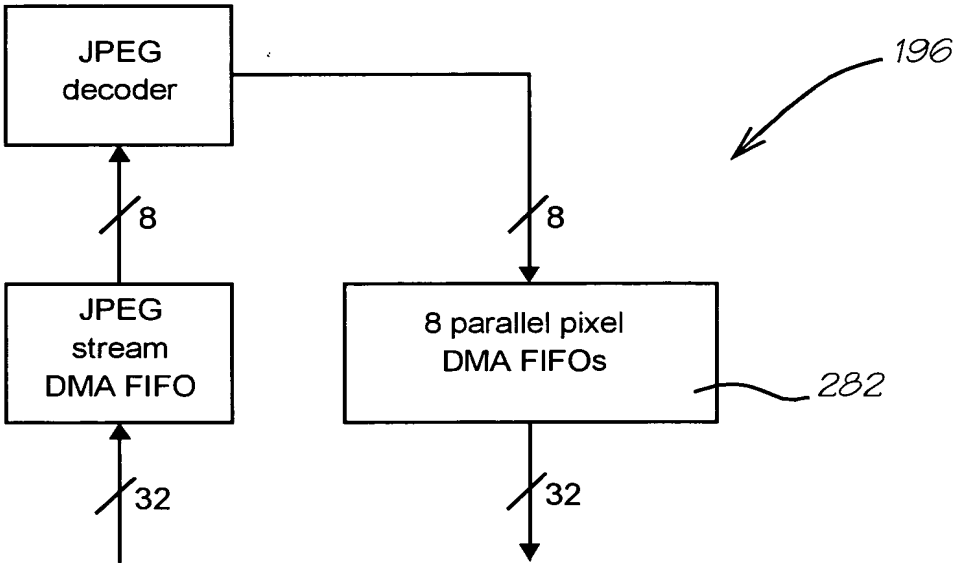 JPEG
decoder
196
8
8
JPEG
stream
DMA FIFO
8 parallel pixel
DMA FIFOs
282
32
32